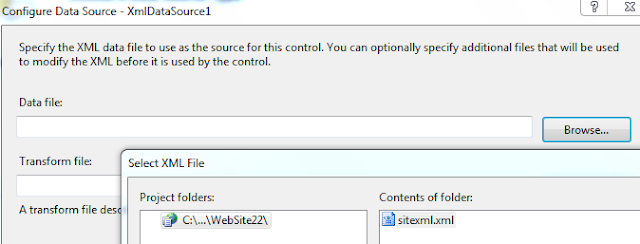 Configure Data Source - XmlDataSource1
Specify the XML data file to use as the source for this control. You can optionally specify additional files that will be used
to modify the XML before it is used by the control.
Data file:
Browse...
Transform file:
Select XML File
Project folders:
Contents of folder:
C:\...\WebSite22\
sitexml.xml
A transform file